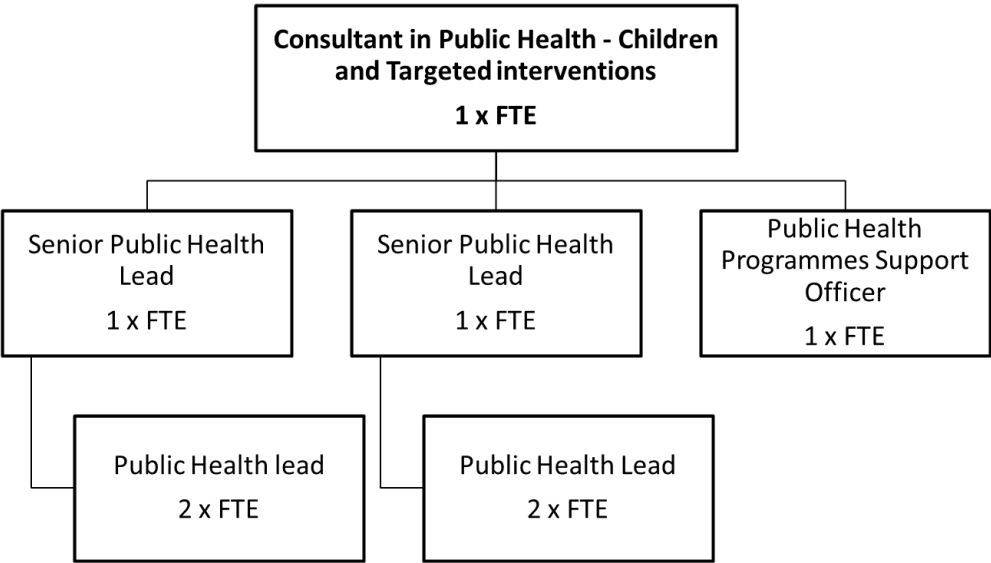 Consultant in Public Health - Children
and Targeted interventions
1 x FTE
Senior Public Health
Lead
1 x FTE
Senior Public Health
Lead
1 x FTE
Public Health
Programmes Support
Officer
1 x FTE
Public Health lead
2 x FTE
Public Health Lead
2 x FTE